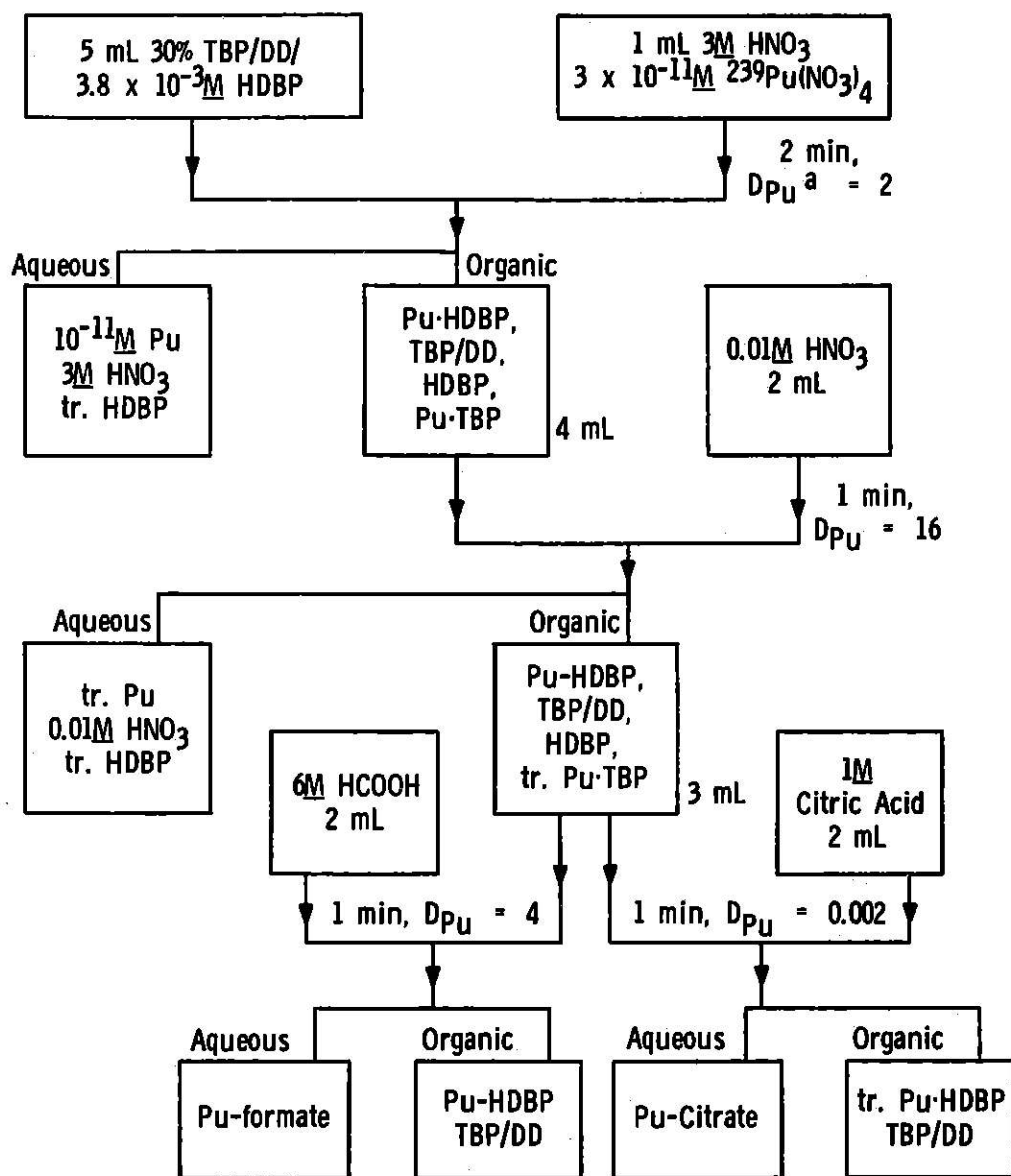 5 mL 30% TBP/DD/
3.8 x 10⁻³M HDBP
1 mL 3M HNO₃
3 x 10⁻¹¹M ²³⁹Pu(NO₃)₄
2 min,
D_Pu ᵃ = 2
Aqueous
Organic
10⁻¹¹M Pu
3M HNO₃
tr. HDBP
Pu·HDBP,
TBP/DD,
HDBP,
Pu·TBP
4 mL
0.01M HNO₃
2 mL
1 min,
D_Pu = 16
Aqueous
Organic
tr. Pu
0.01M HNO₃
tr. HDBP
Pu-HDBP,
TBP/DD,
HDBP,
tr. Pu·TBP
3 mL
6M HCOOH
2 mL
1M
Citric Acid
2 mL
1 min, D_Pu = 4
1 min, D_Pu = 0.002
Aqueous
Organic
Aqueous
Organic
Pu-formate
Pu-HDBP
TBP/DD
Pu-Citrate
tr. Pu·HDBP
TBP/DD